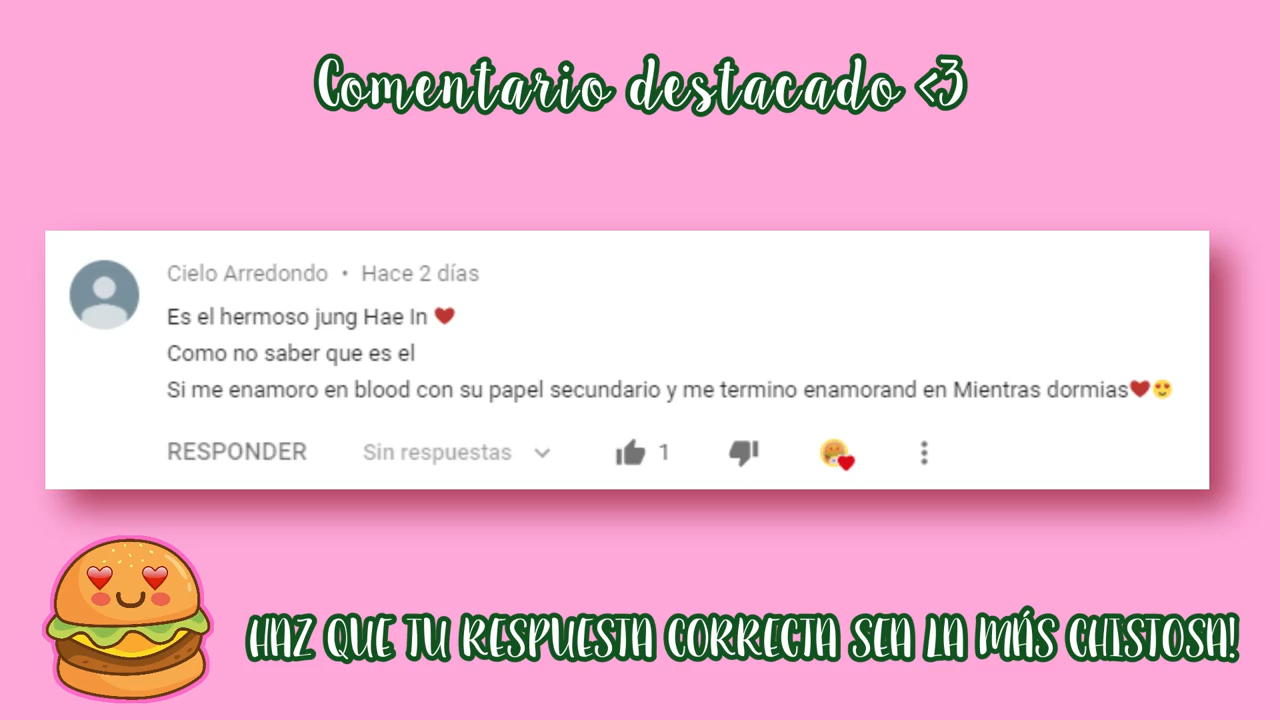 Comentario destacado <3
Cielo Arredondo • Hace 2 días
Es el hermoso jung Hae In ❤
Como no saber que es el
Si me enamoro en blood con su papel secundario y me termino enamorand en Mientras dormias❤😍
RESPONDER Sin respuestas 1
HAZ QUE TU RESPUESTA CORRECTA SEA LA MÁS CHISTOSA!